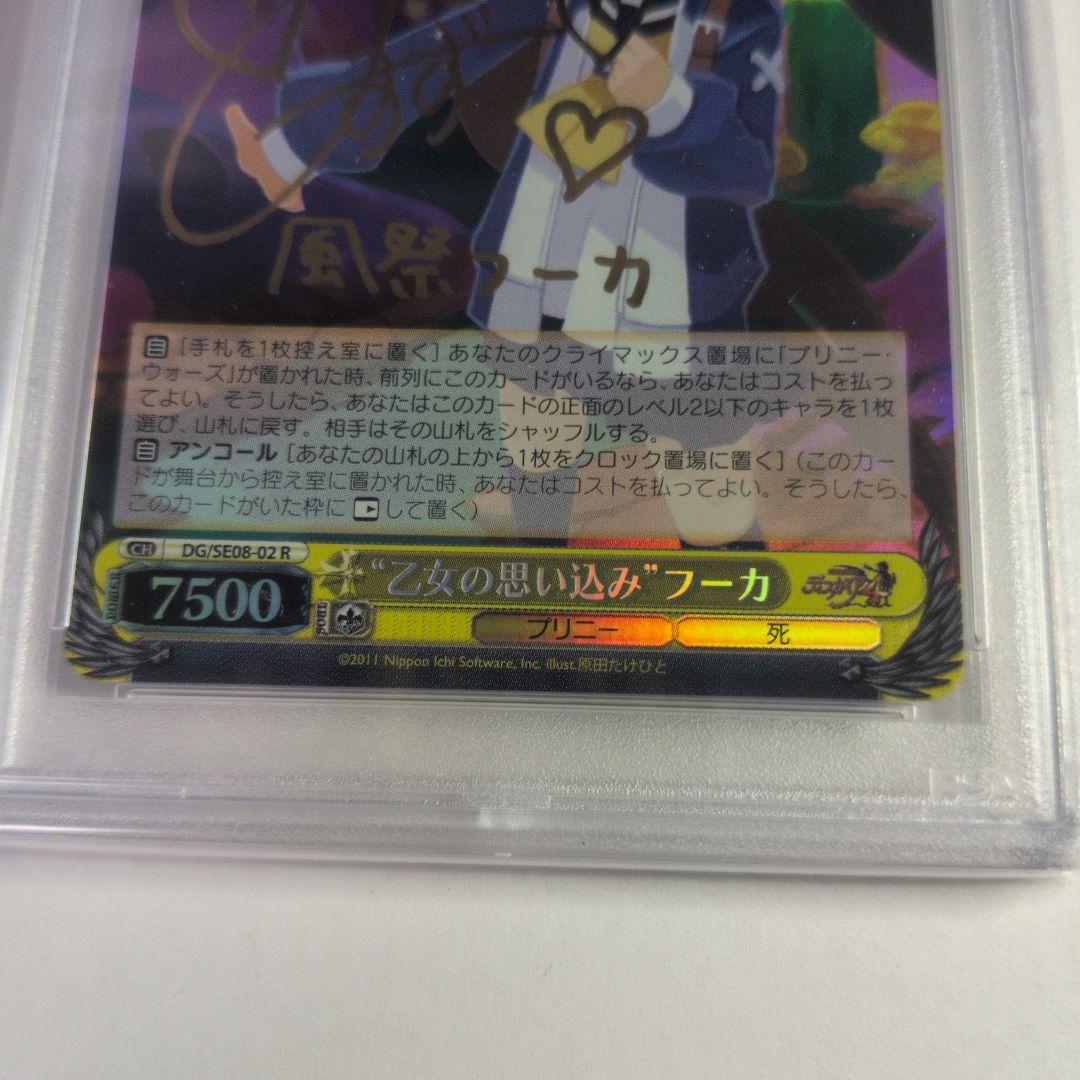 風祭フーカ
自 [手札を1枚控え室に置く] あなたのクライマックス置場に「プリニー・
ウォーズ」が置かれた時、前列にこのカードがいるなら、あなたはコストを払っ
てよい。そうしたら、あなたはこのカードの正面のレベル2以下のキャラを1枚
選び、山札に戻す。相手はその山札をシャッフルする。
自 アンコール [あなたの山札の上から1枚をクロック置場に置く] (このカー
ドが舞台から控え室に置かれた時、あなたはコストを払ってよい。そうしたら、
このカードがいた枠に して置く)
CH DG/SE08-02 R
POWER 7500
"乙女の思い込み"フーカ
ディスガイア4
SOUL
プリニー 死
©2011 Nippon Ichi Software, Inc. illust.原田たけひと
PSA